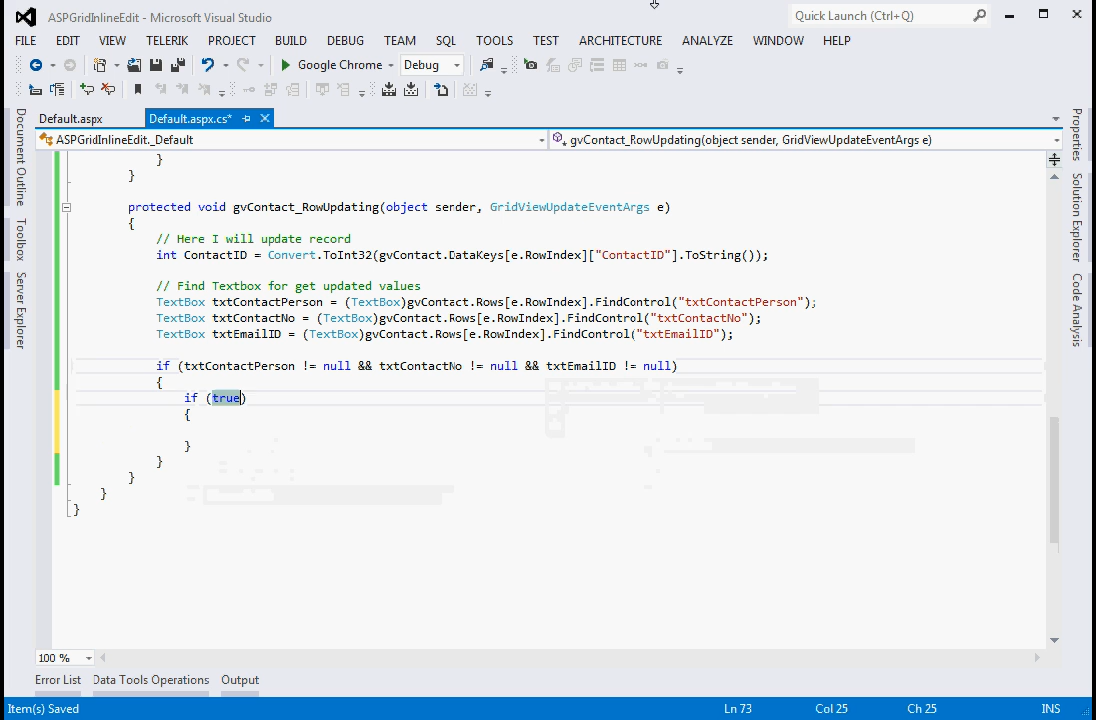 ASPGridInlineEdit - Microsoft Visual Studio
Quick Launch (Ctrl+Q)
FILE EDIT VIEW TELERIK PROJECT BUILD DEBUG TEAM SQL TOOLS TEST ARCHITECTURE ANALYZE WINDOW HELP
Google Chrome Debug
Default.aspx Default.aspx.cs*
ASPGridInlineEdit._Default gvContact_RowUpdating(object sender, GridViewUpdateEventArgs e)
Document Outline
Toolbox
Server Explorer
}
}
protected void gvContact_RowUpdating(object sender, GridViewUpdateEventArgs e)
{
// Here I will update record
int ContactID = Convert.ToInt32(gvContact.DataKeys[e.RowIndex]["ContactID"].ToString());
// Find Textbox for get updated values
TextBox txtContactPerson = (TextBox)gvContact.Rows[e.RowIndex].FindControl("txtContactPerson");
TextBox txtContactNo = (TextBox)gvContact.Rows[e.RowIndex].FindControl("txtContactNo");
TextBox txtEmailID = (TextBox)gvContact.Rows[e.RowIndex].FindControl("txtEmailID");
if (txtContactPerson != null && txtContactNo != null && txtEmailID != null)
{
if (true)
{
}
}
}
}
}
Properties
Solution Explorer
Code Analysis
100 %
Error List Data Tools Operations Output
Item(s) Saved Ln 73 Col 25 Ch 25 INS